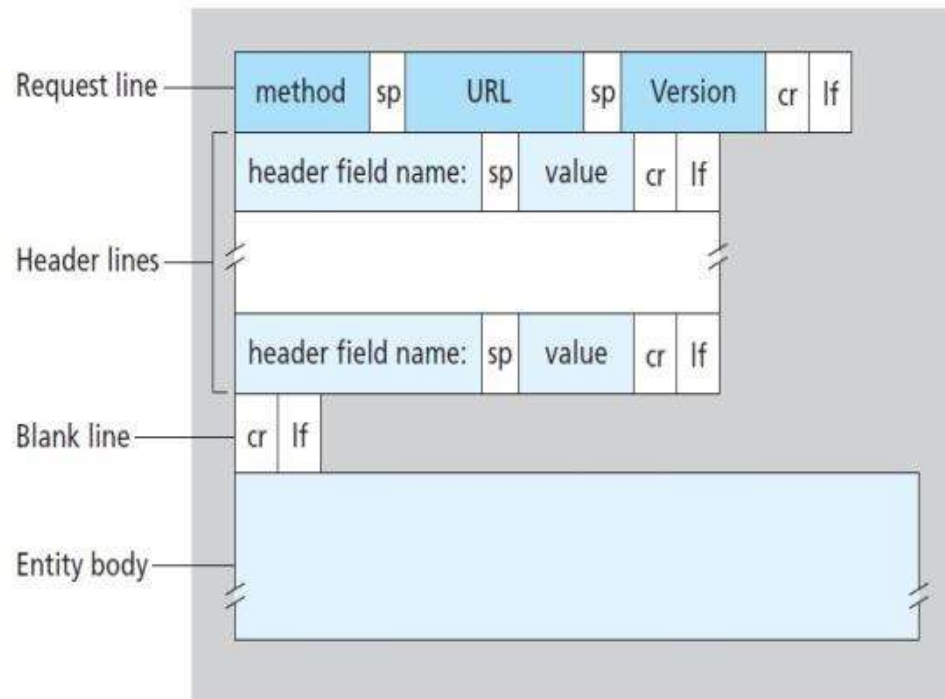 Request line method sp URL sp Version cr lf
header field name: sp value cr lf
Header lines
header field name: sp value cr lf
Blank line cr lf
Entity body